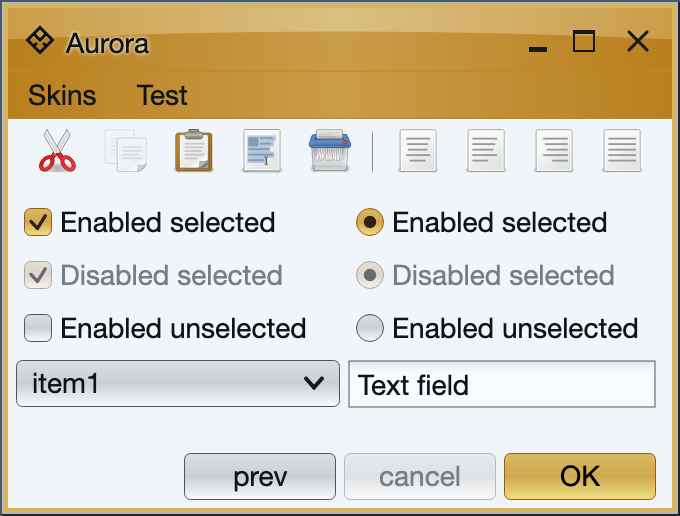 Aurora
Skins Test
Enabled selected Enabled selected
Disabled selected Disabled selected
Enabled unselected Enabled unselected
item1 Text field
prev cancel OK